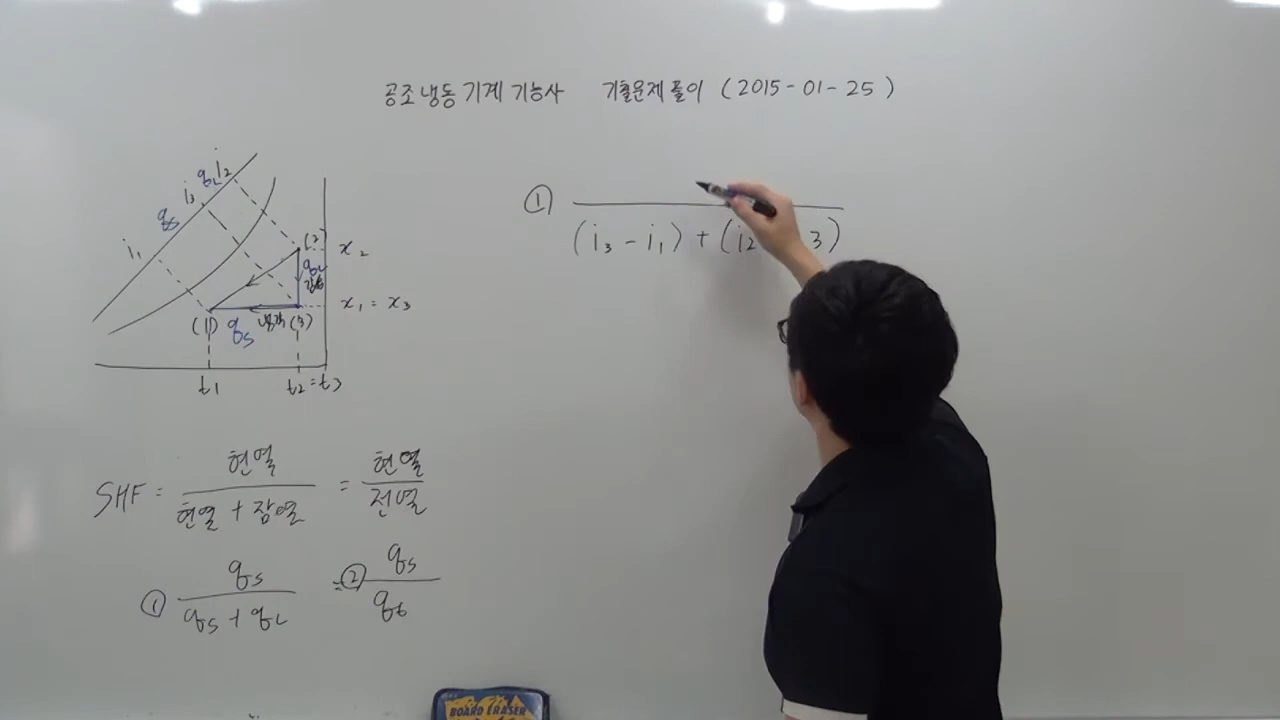 공조냉동기계기능사 기출문제 풀이 (2015-01-25)
i₂
qL
i₃
qs
i₁
(2)
x₂
qL
(1)
qs
냉각
(3)
x₁ = x₃
t₁
t₂ = t₃
SHF = 현열 / (현열 + 잠열) = 현열 / 전열
① qs / (qs + qL) = ② qs / qt
① (i₃ - i₁) + (i₂ 3)
BOARD ERASER